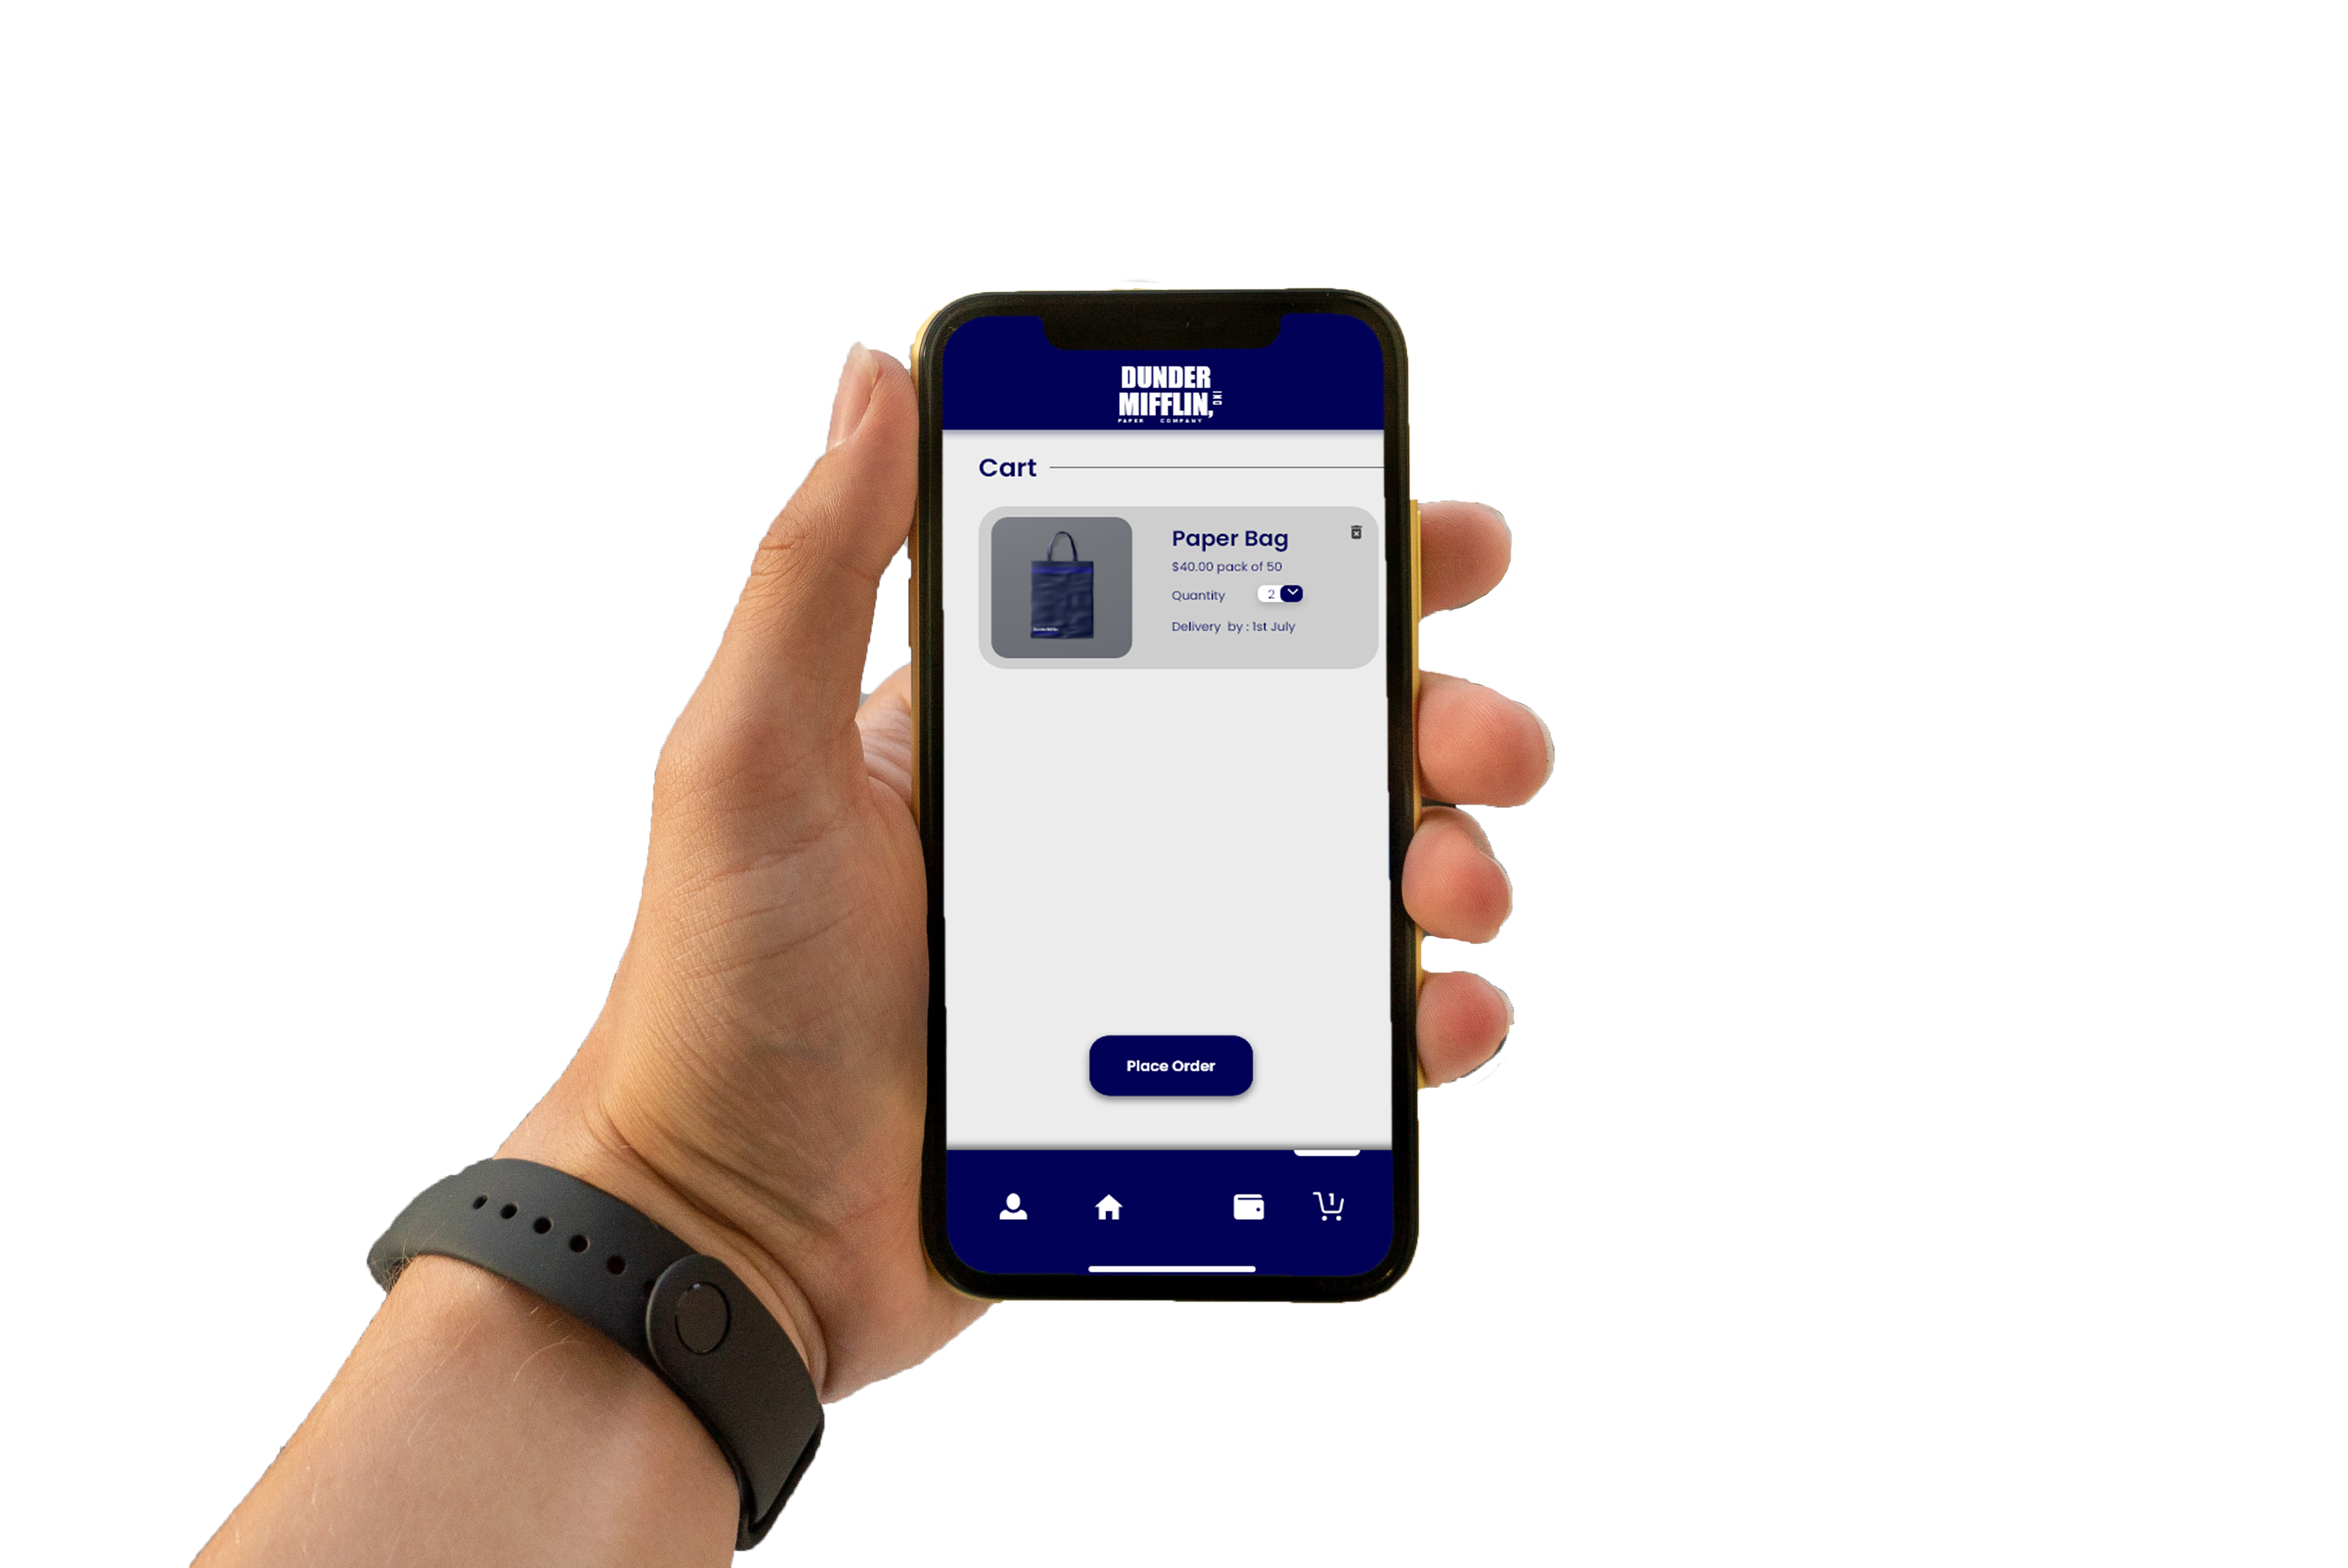 DUNDER
MIFFLIN, INC
PAPER COMPANY
Cart
Paper Bag
$40.00 pack of 50
Quantity 2
Delivery by : 1st July
Place Order
1